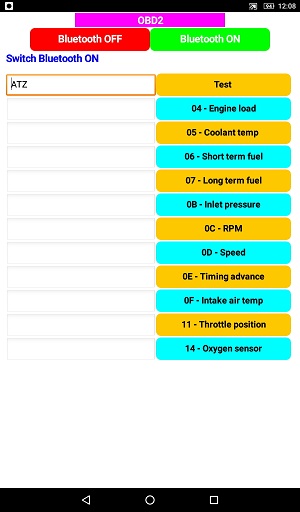 12:08
OBD2
Bluetooth OFF Bluetooth ON
Switch Bluetooth ON
ATZ Test
04 - Engine load
05 - Coolant temp
06 - Short term fuel
07 - Long term fuel
0B - Inlet pressure
0C - RPM
0D - Speed
0E - Timing advance
0F - Intake air temp
11 - Throttle position
14 - Oxygen sensor